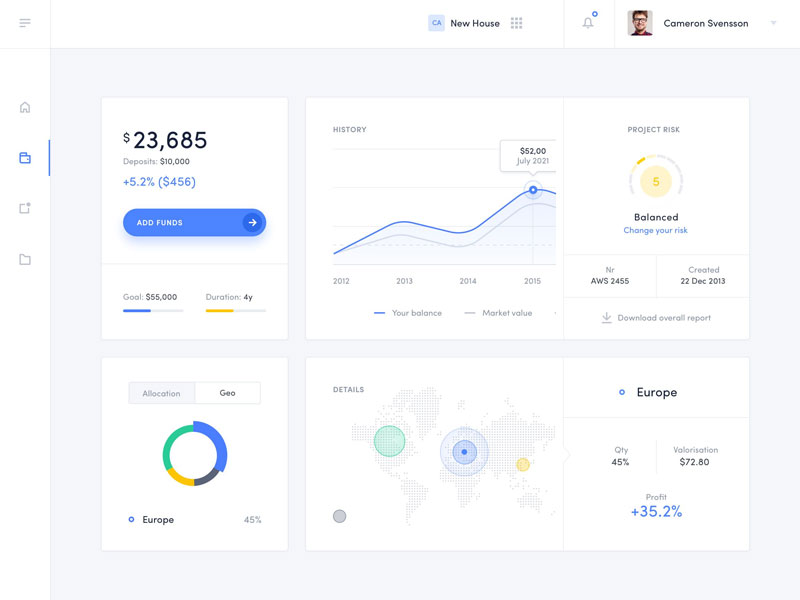 CA New House
Cameron Svensson
$23,685
Deposits: $10,000
+5.2% ($456)
ADD FUNDS
Goal: $55,000
Duration: 4y
HISTORY
$52,00
July 2021
2012 2013 2014 2015
Your balance
Market value
PROJECT RISK
5
Balanced
Change your risk
Nr
AWS 2455
Created
22 Dec 2013
Download overall report
Allocation
Geo
Europe 45%
DETAILS
Europe
Qty
45%
Valorisation
$72.80
Profit
+35.2%